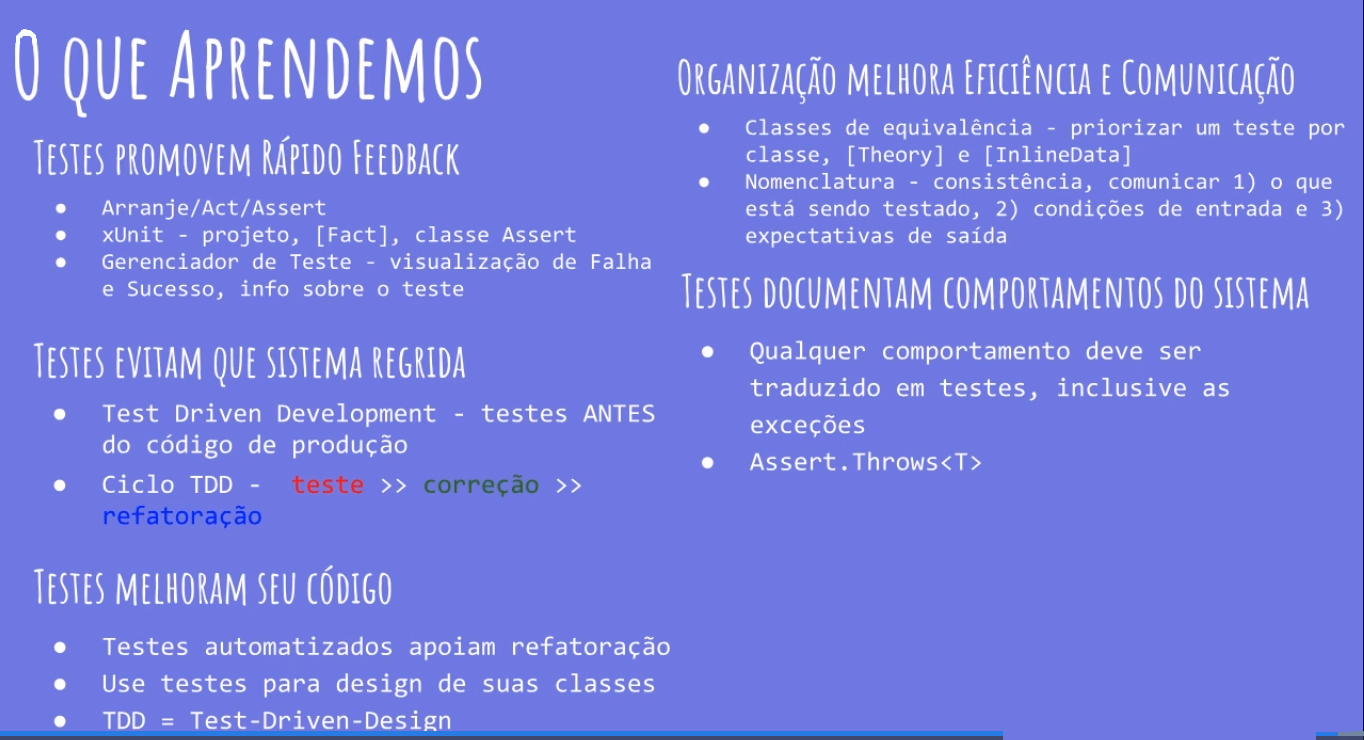 O QUE APRENDEMOS
TESTES PROMOVEM RÁPIDO FEEDBACK
● Arranje/Act/Assert
● xUnit - projeto, [Fact], classe Assert
● Gerenciador de Teste - visualização de Falha
e Sucesso, info sobre o teste
TESTES EVITAM QUE SISTEMA REGRIDA
● Test Driven Development - testes ANTES
do código de produção
● Ciclo TDD - teste >> correção >>
refatoração
TESTES MELHORAM SEU CÓDIGO
● Testes automatizados apoiam refatoração
● Use testes para design de suas classes
● TDD = Test-Driven-Design
ORGANIZAÇÃO MELHORA EFICIÊNCIA E COMUNICAÇÃO
● Classes de equivalência - priorizar um teste por
classe, [Theory] e [InlineData]
● Nomenclatura - consistência, comunicar 1) o que
está sendo testado, 2) condições de entrada e 3)
expectativas de saída
TESTES DOCUMENTAM COMPORTAMENTOS DO SISTEMA
● Qualquer comportamento deve ser
traduzido em testes, inclusive as
exceções
● Assert.Throws<T>